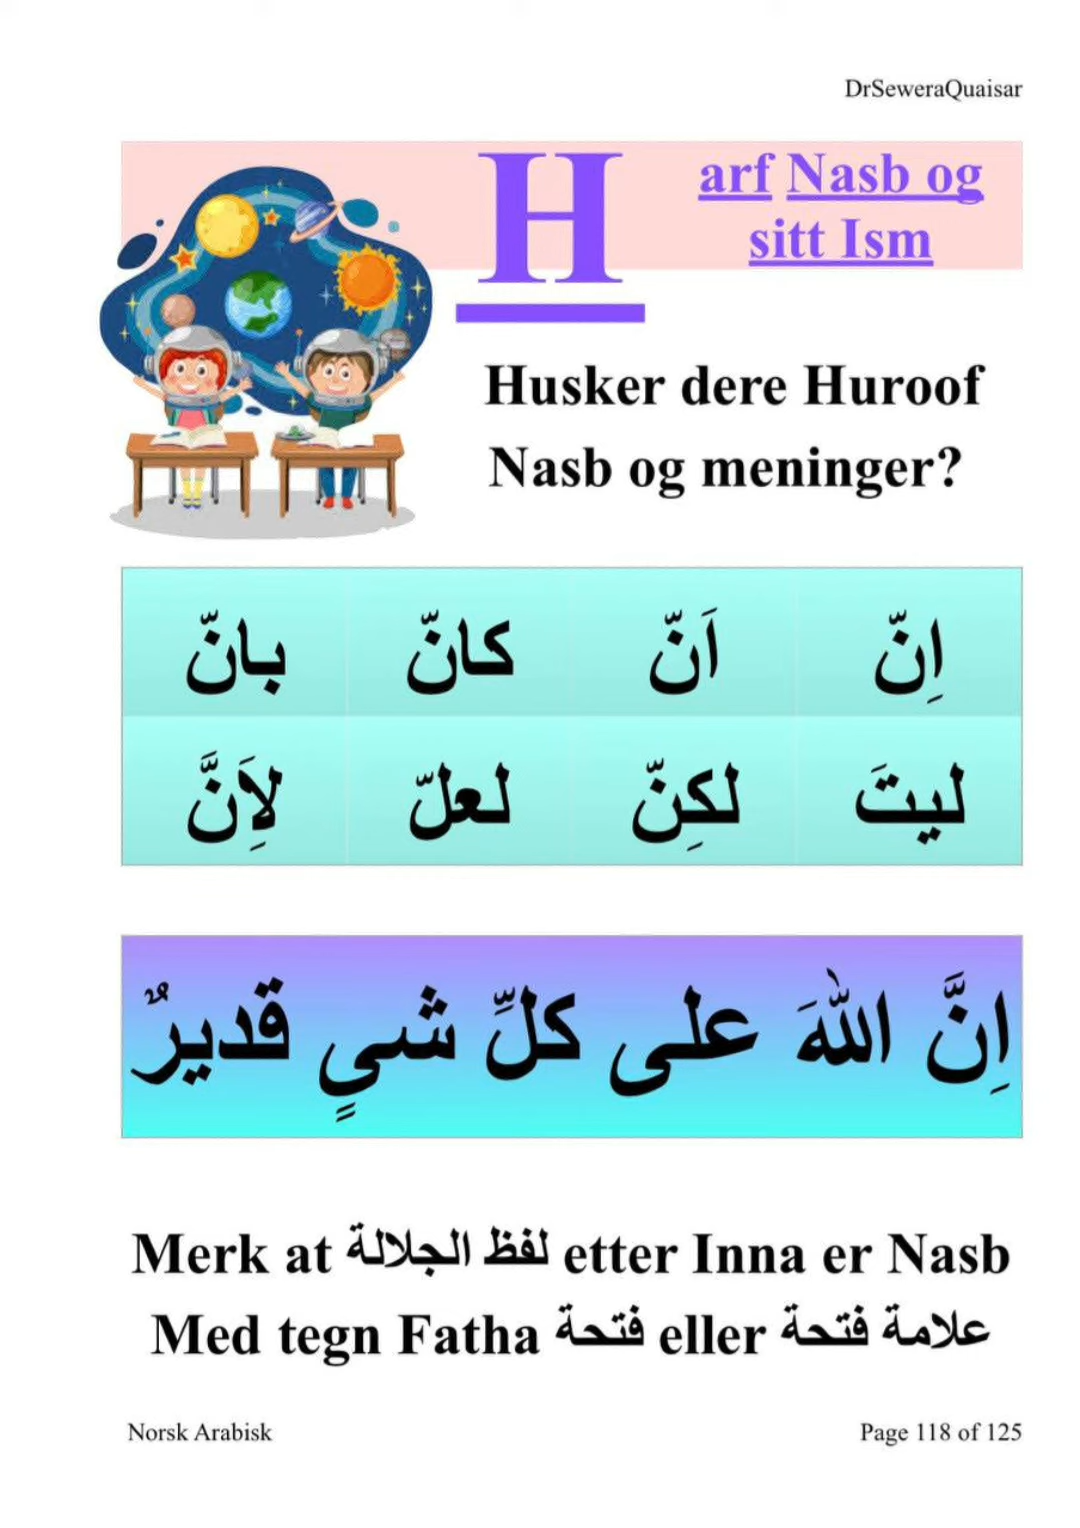 DrSeweraQuaisar
Harf Nasb og
sitt Ism
Husker dere Huroof
Nasb og meninger?
اِنّ اَنّ كانّ بانّ
ليتَ لكِنّ لعلّ لاَِنَّ
اِنَّ اللهَ على كلِّ شيٍ قديرٌ
Merk at لفظ الجلالة etter Inna er Nasb
Med tegn Fatha فتحة eller علامة فتحة
Norsk Arabisk Page 118 of 125